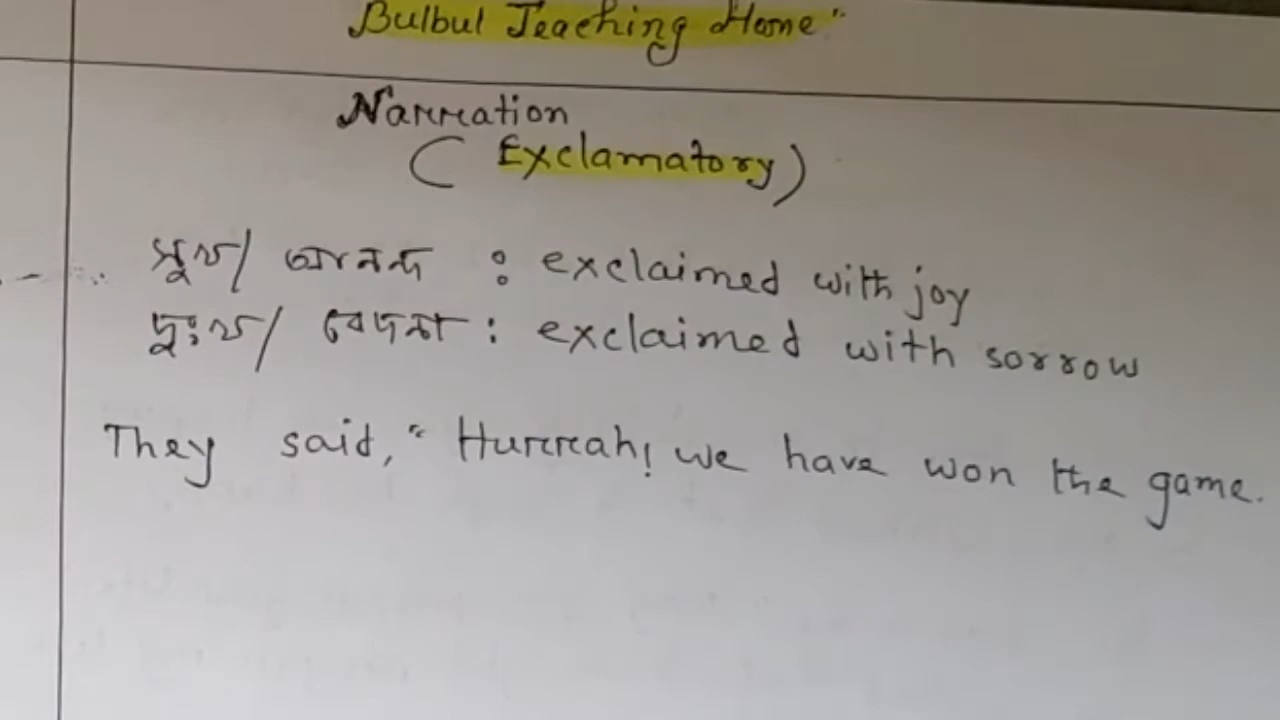 Bulbul Teaching Home"
Narration
(Exclamatory)
সুখ/ আনন্দ : exclaimed with joy
দুঃখ/ বেদনা : exclaimed with sorrow
They said, " Hurrah! we have won the game.